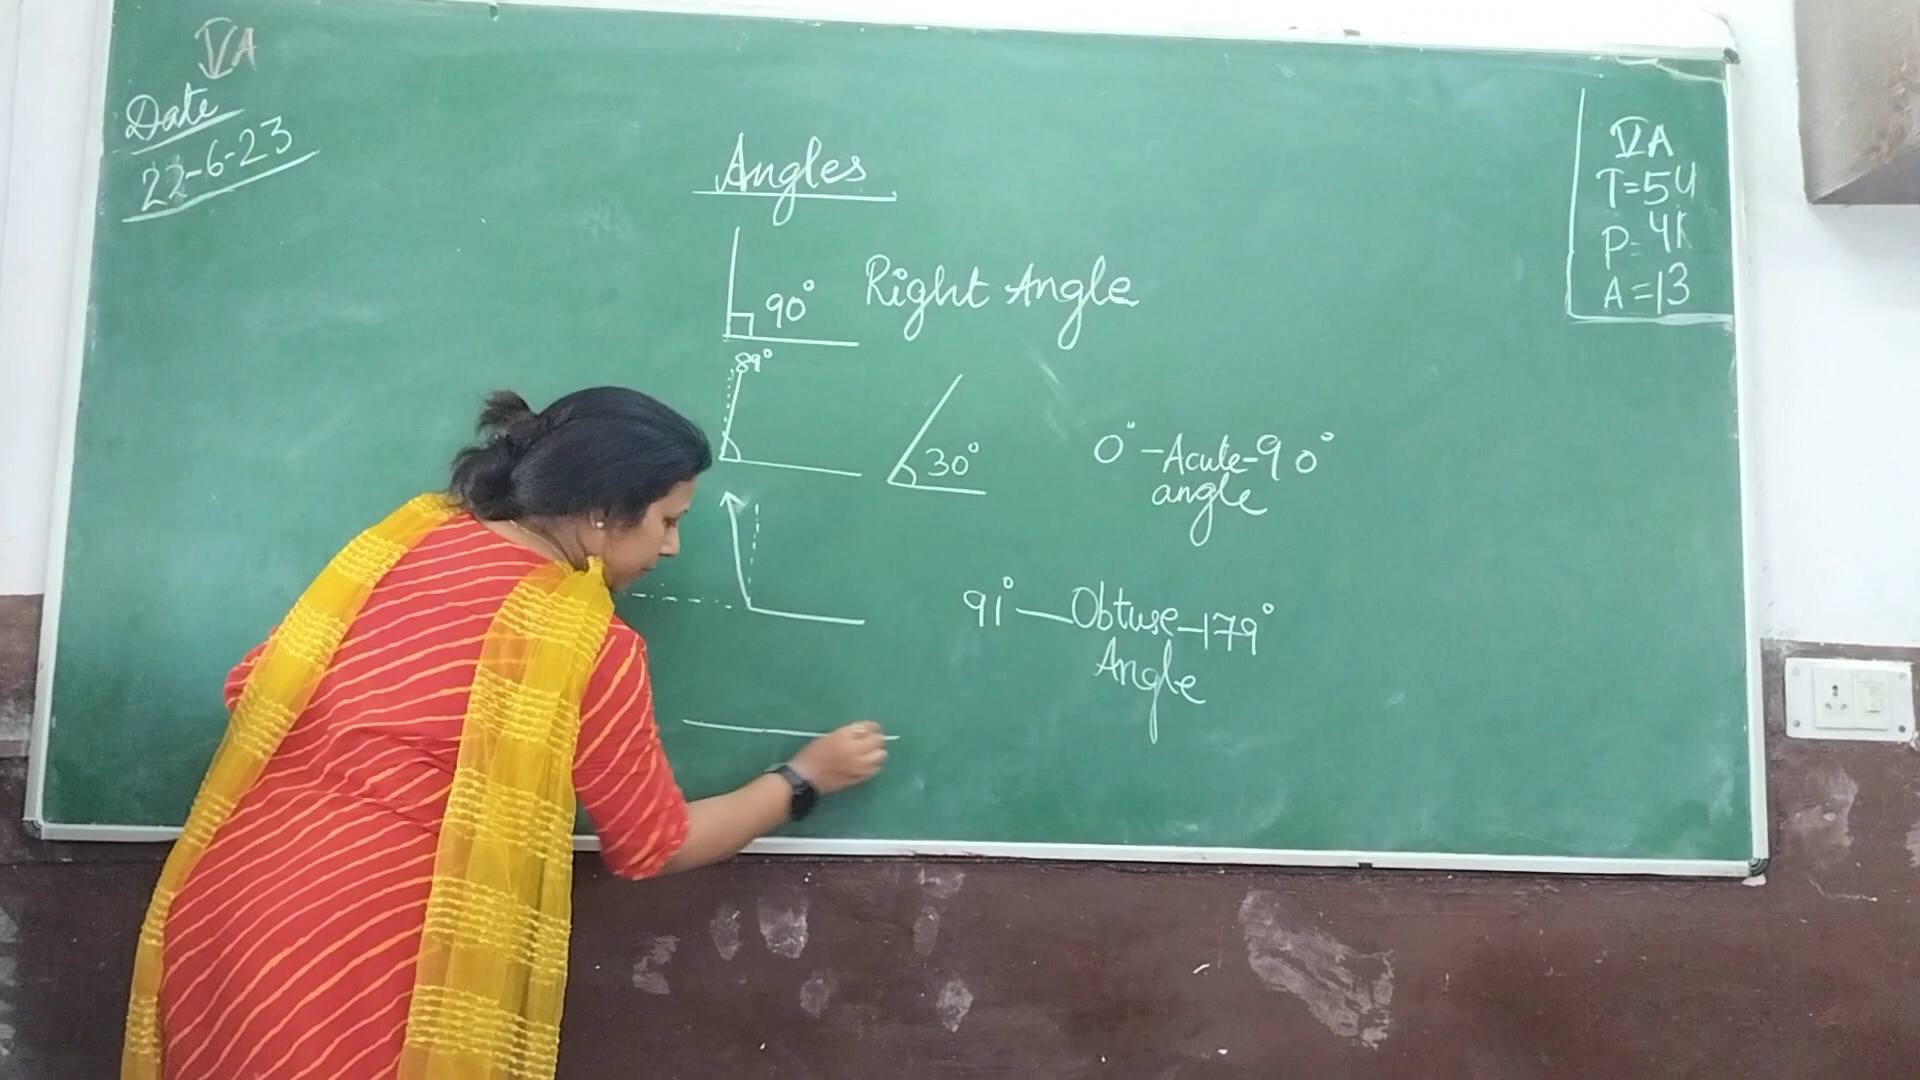 VA
Date
22-6-23
VA
T=54
P=41
A=13
Angles
90° Right Angle
89°
30°
0° - Acute - 90°
angle
91° — Obtuse - 179°
Angle